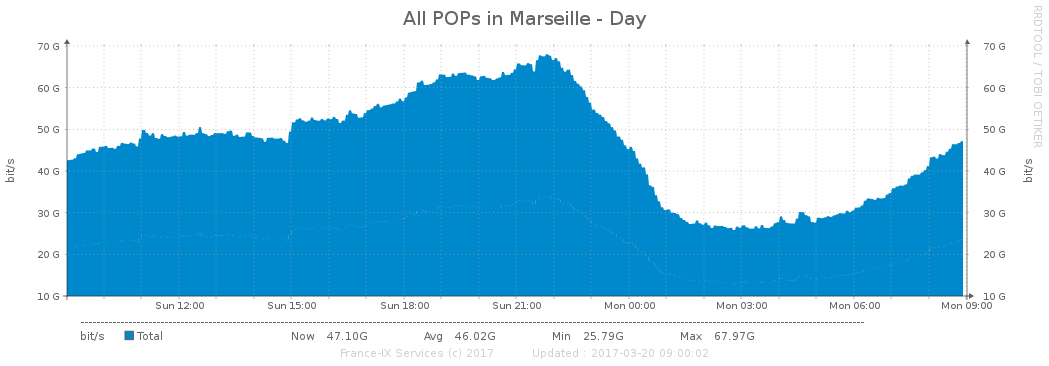 All POPs in Marseille - Day
RRDTOOL / TOBI OETIKER
70 G 70 G
60 G 60 G
50 G 50 G
40 G 40 G
30 G 30 G
20 G 20 G
10 G 10 G
bit/s bit/s
Sun 12:00 Sun 15:00 Sun 18:00 Sun 21:00 Mon 00:00 Mon 03:00 Mon 06:00 Mon 09:00
bit/s Total Now 47.10G Avg 46.02G Min 25.79G Max 67.97G
France-IX Services (c) 2017 Updated : 2017-03-20 09:00:02